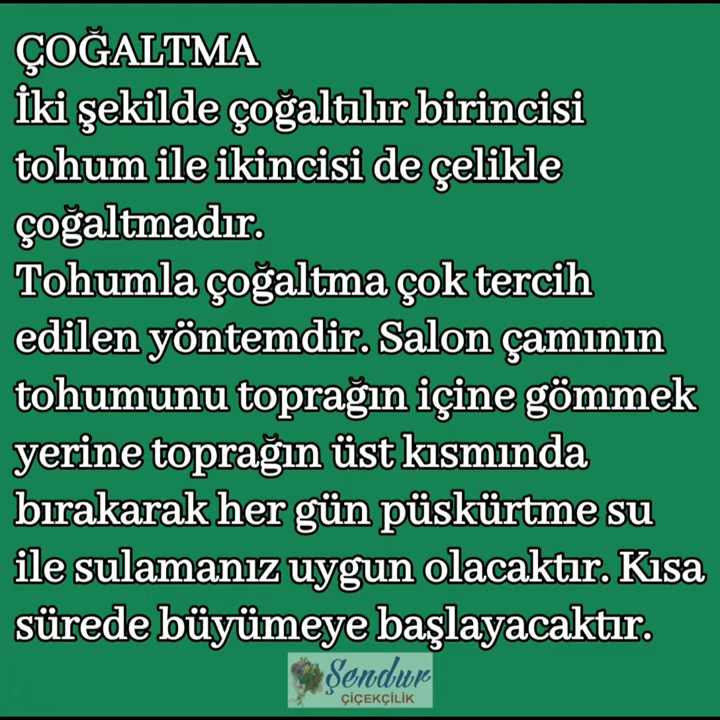 ÇOĞALTMA
İki şekilde çoğaltılır birincisi
tohum ile ikincisi de çelikle
çoğaltmadır.
Tohumla çoğaltma çok tercih
edilen yöntemdir. Salon çamının
tohumunu toprağın içine gömmek
yerine toprağın üst kısmında
bırakarak her gün püskürtme su
ile sulamanız uygun olacaktır. Kısa
sürede büyümeye başlayacaktır.
Şendur
ÇİÇEKÇİLİK